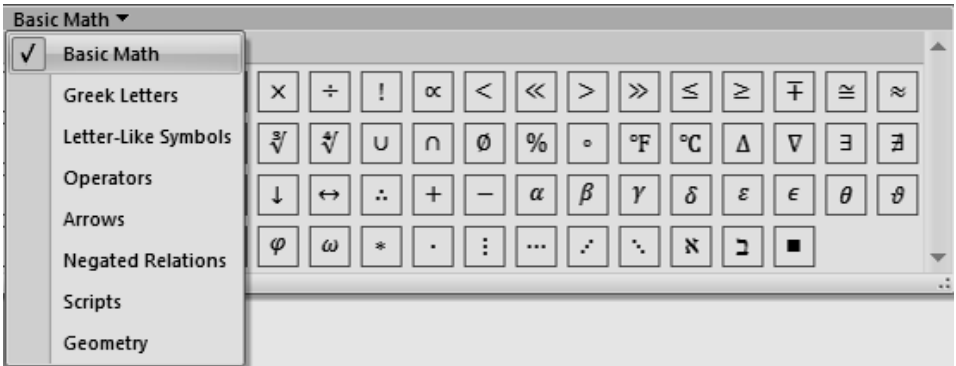 Basic Math
Basic Math
Greek Letters
Letter-Like Symbols
Operators
Arrows
Negated Relations
Scripts
Geometry
× ÷ ! ∝ < ≪ > ≫ ≤ ≥ ∓ ≅ ≈
∛ ∜ ∪ ∩ ∅ % ° °F °C ∆ ∇ ∃ ∄
↓ ↔ ∴ + − α β γ δ ε ϵ θ ϑ
φ ω ∗ ∙ ⋮ ⋯ ⋰ ⋱ ℵ ℶ ■